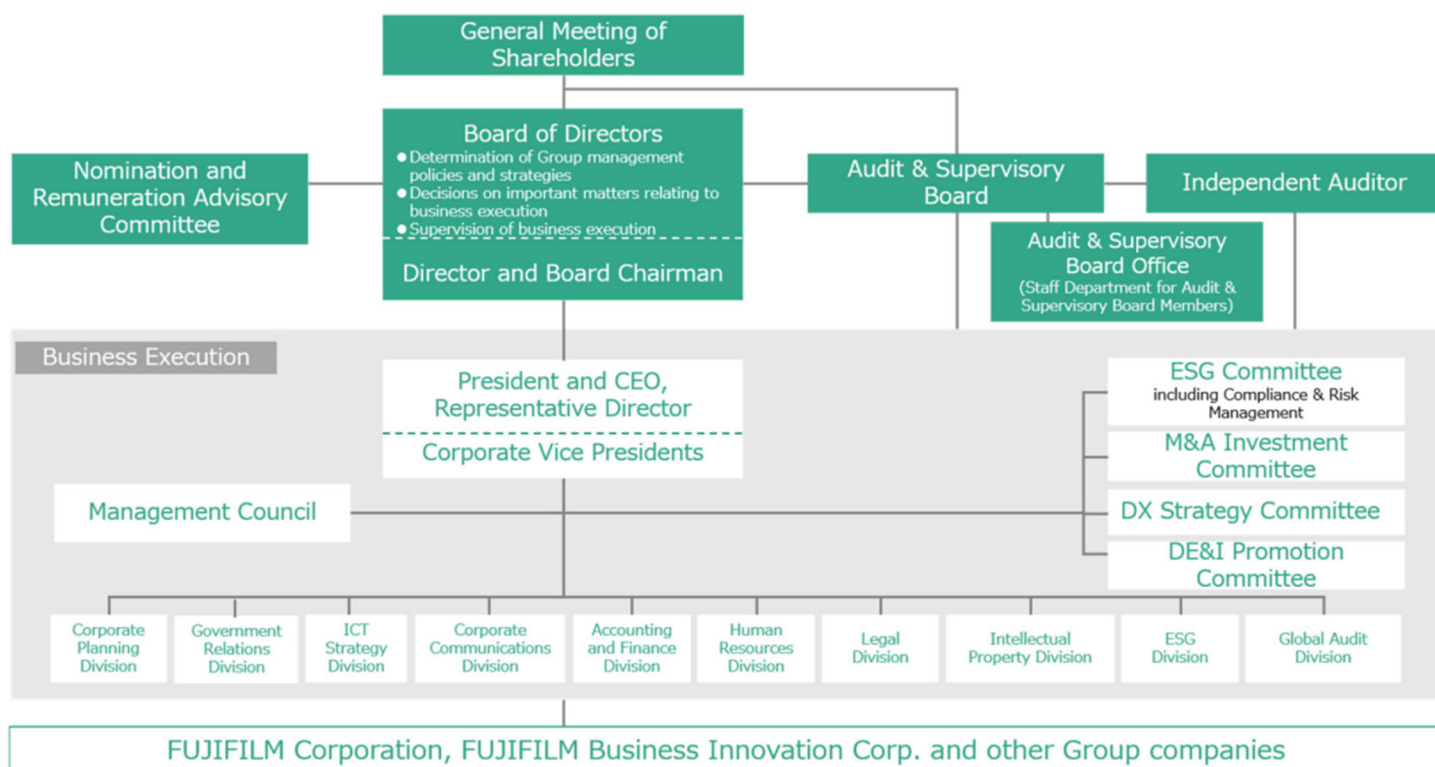 General Meeting of
Shareholders
Board of Directors
●Determination of Group management
policies and strategies
●Decisions on important matters relating to
business execution
●Supervision of business execution
Director and Board Chairman
Nomination and
Remuneration Advisory
Committee
Audit & Supervisory
Board
Independent Auditor
Audit & Supervisory
Board Office
(Staff Department for Audit &
Supervisory Board Members)
Business Execution
President and CEO,
Representative Director
Corporate Vice Presidents
Management Council
ESG Committee
including Compliance & Risk
Management
M&A Investment
Committee
DX Strategy Committee
DE&I Promotion
Committee
Corporate
Planning
Division
Government
Relations
Division
ICT
Strategy
Division
Corporate
Communications
Division
Accounting
and Finance
Division
Human
Resources
Division
Legal
Division
Intellectual
Property Division
ESG
Division
Global Audit
Division
FUJIFILM Corporation, FUJIFILM Business Innovation Corp. and other Group companies